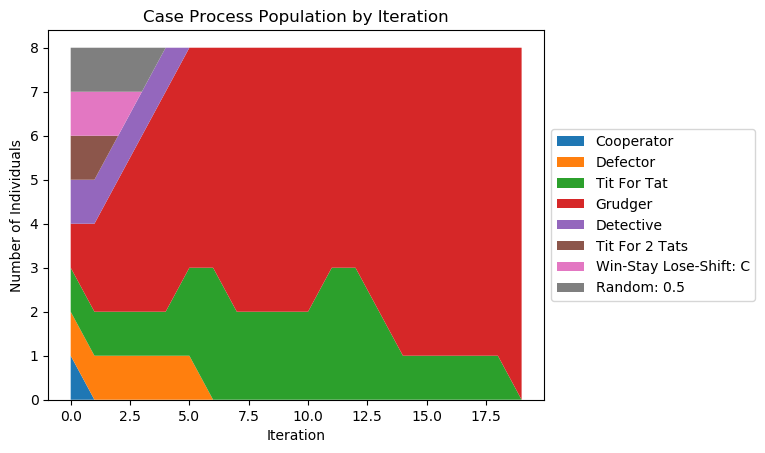 Case Process Population by Iteration
Number of Individuals
8
7
6
5
4
3
2
1
0
0.0 2.5 5.0 7.5 10.0 12.5 15.0 17.5
Iteration
Cooperator
Defector
Tit For Tat
Grudger
Detective
Tit For 2 Tats
Win-Stay Lose-Shift: C
Random: 0.5